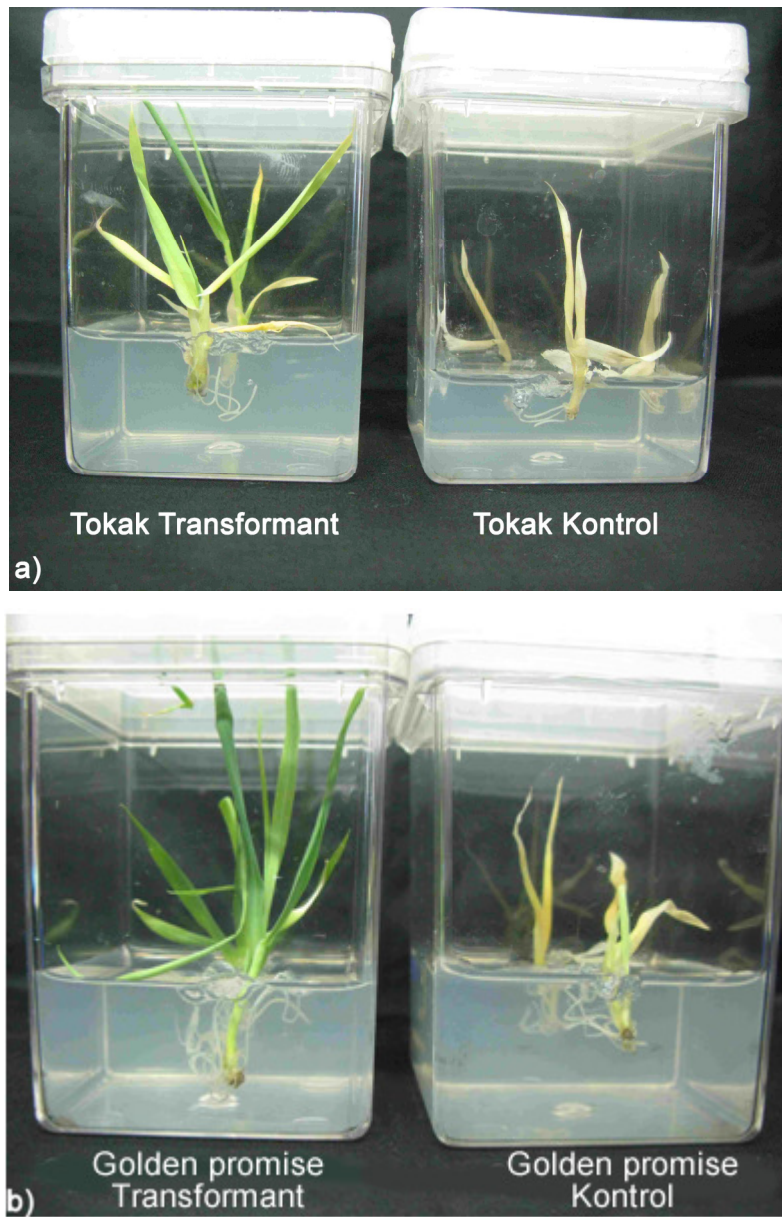 Tokak Transformant
Tokak Kontrol
a)
Golden promise
Transformant
Golden promise
Kontrol
b)